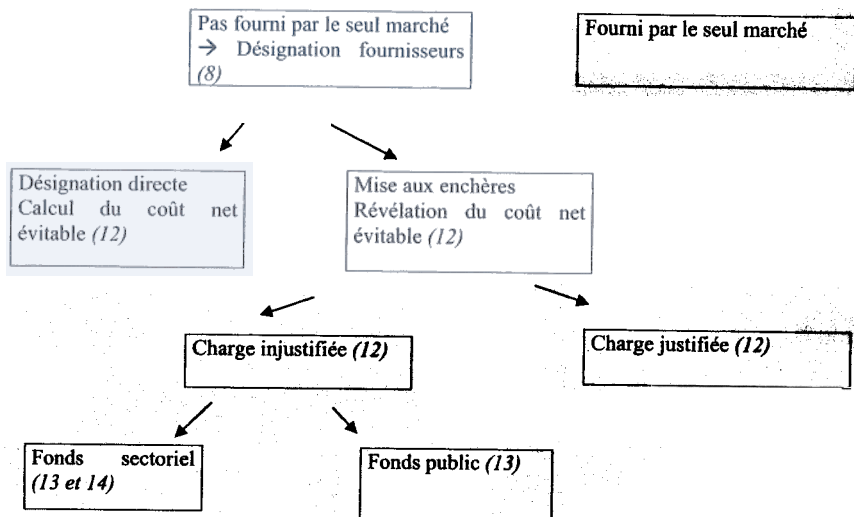 Pas fourni par le seul marché
→ Désignation fournisseurs
(8)
Fourni par le seul marché
Désignation directe
Calcul du coût net
évitable (12)
Mise aux enchères
Révélation du coût net
évitable (12)
Charge injustifiée (12)
Charge justifiée (12)
Fonds sectoriel
(13 et 14)
Fonds public (13)